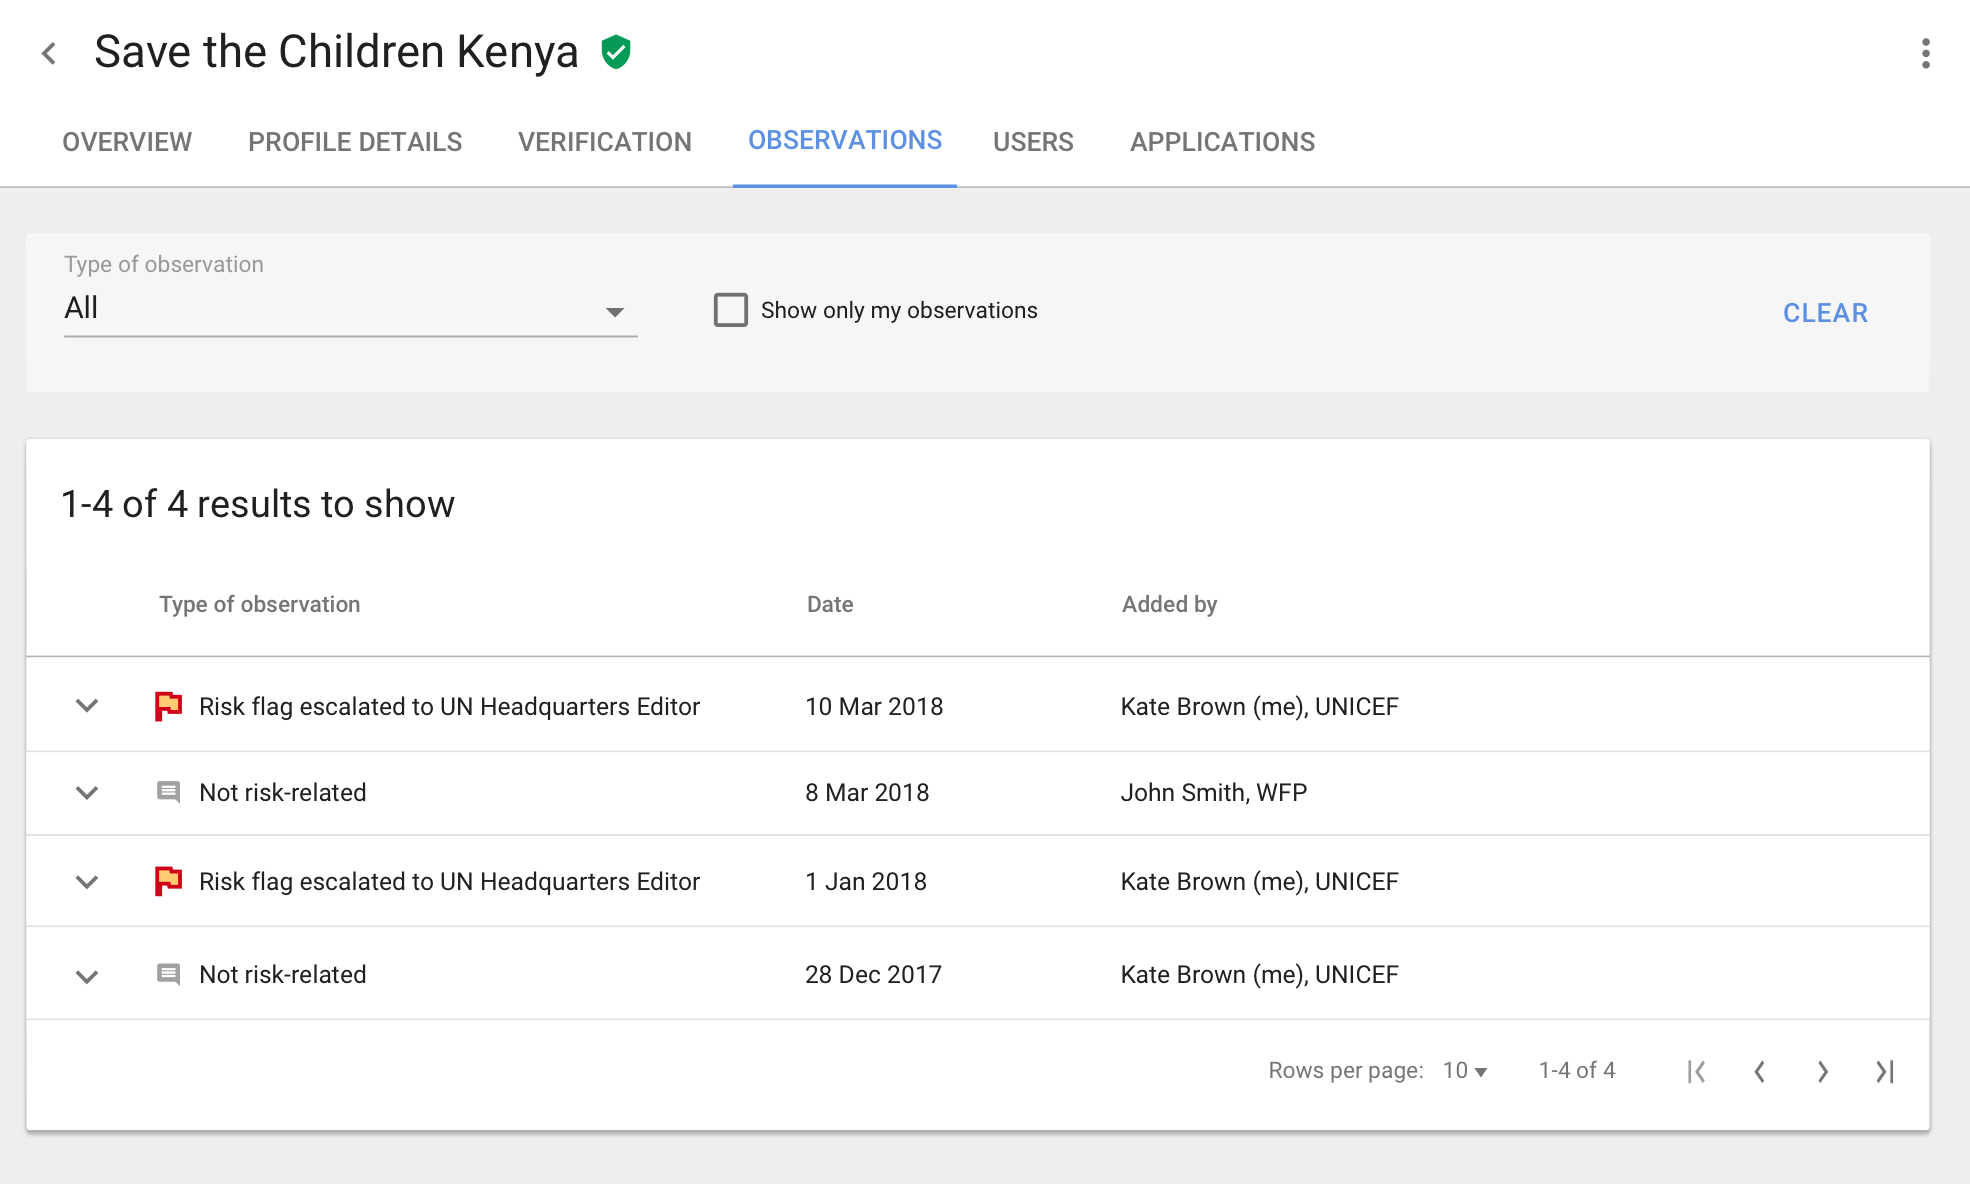 Save the Children Kenya
OVERVIEW PROFILE DETAILS VERIFICATION OBSERVATIONS USERS APPLICATIONS
Type of observation
All
Show only my observations
CLEAR
1-4 of 4 results to show
Type of observation Date Added by
Risk flag escalated to UN Headquarters Editor 10 Mar 2018 Kate Brown (me), UNICEF
Not risk-related 8 Mar 2018 John Smith, WFP
Risk flag escalated to UN Headquarters Editor 1 Jan 2018 Kate Brown (me), UNICEF
Not risk-related 28 Dec 2017 Kate Brown (me), UNICEF
Rows per page: 10 1-4 of 4